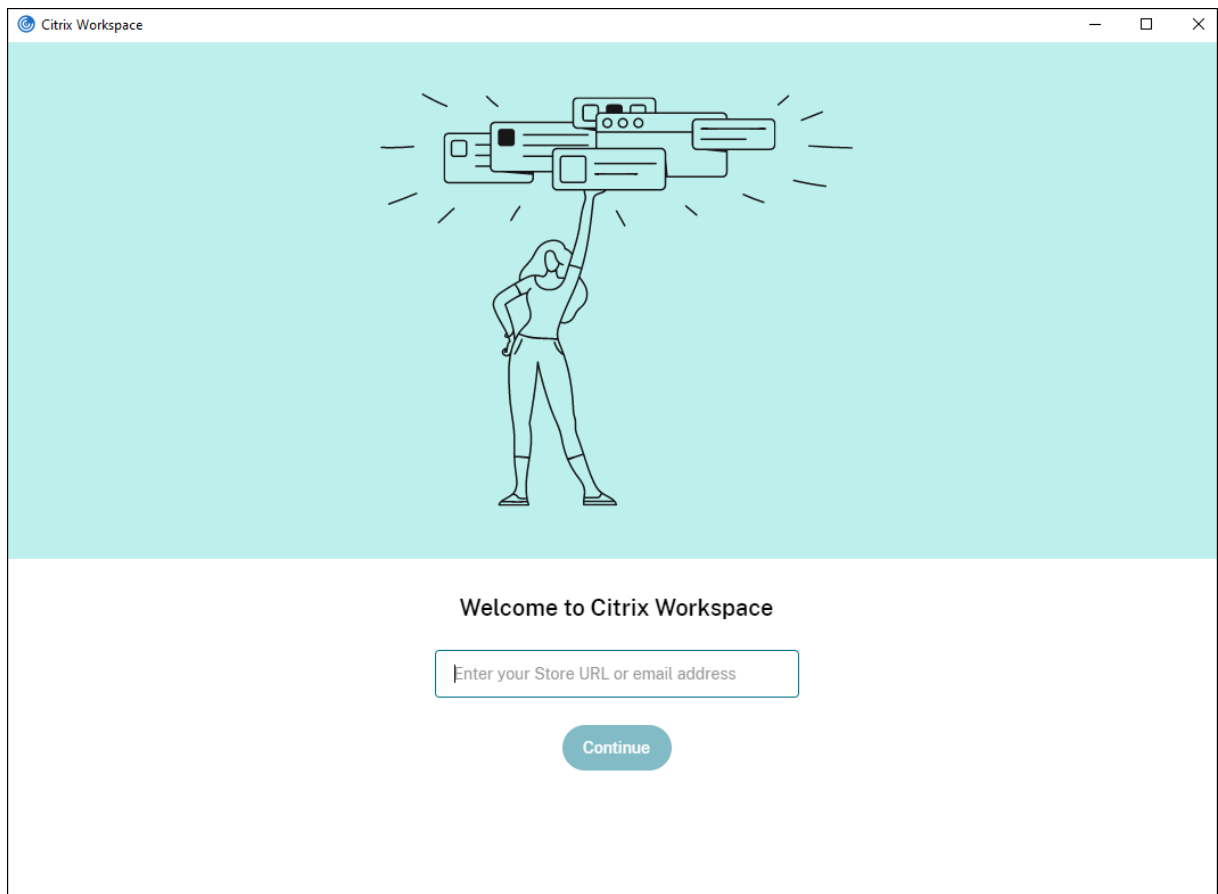 Citrix Workspace
Welcome to Citrix Workspace
Enter your Store URL or email address
Continue